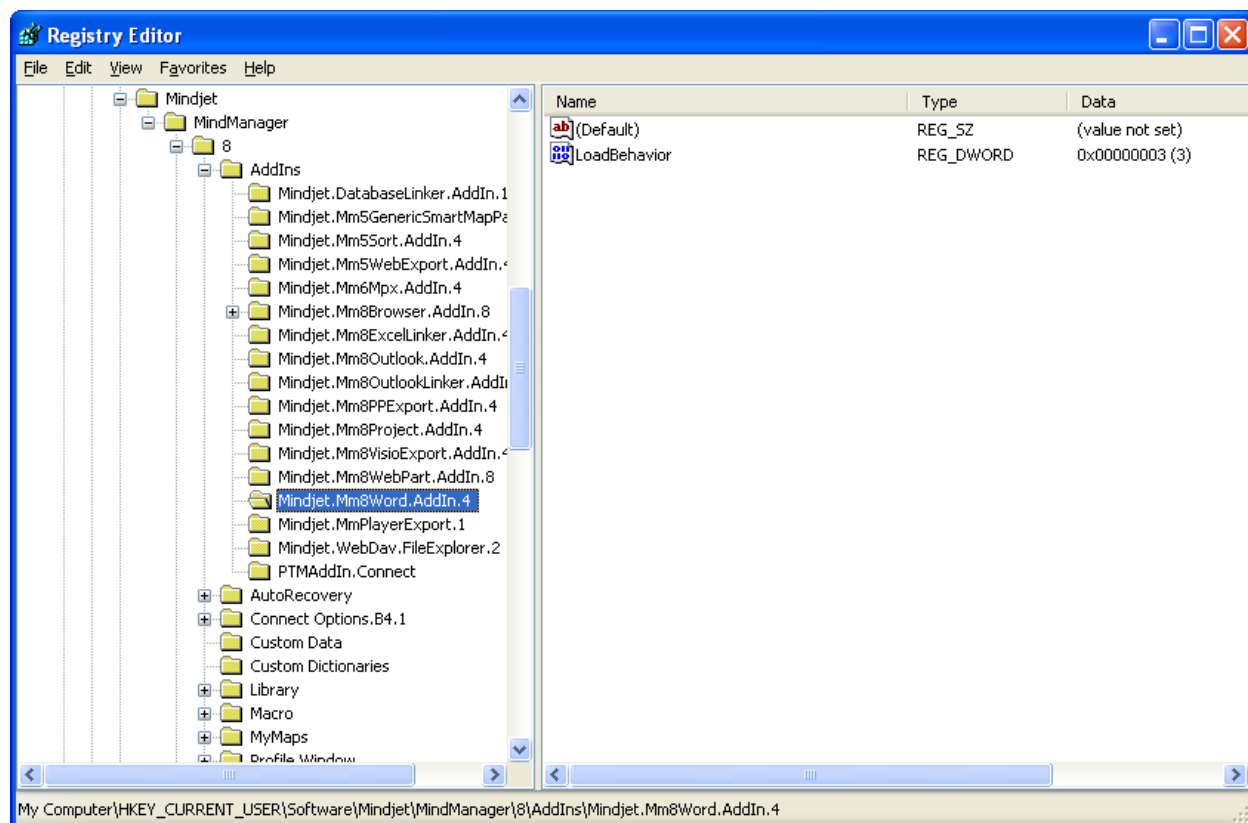 Registry Editor
File Edit View Favorites Help
Mindjet
MindManager
8
AddIns
Mindjet.DatabaseLinker.AddIn.1
Mindjet.Mm5GenericSmartMapPa
Mindjet.Mm5Sort.AddIn.4
Mindjet.Mm5WebExport.AddIn.4
Mindjet.Mm6Mpx.AddIn.4
Mindjet.Mm8Browser.AddIn.8
Mindjet.Mm8ExcelLinker.AddIn.4
Mindjet.Mm8Outlook.AddIn.4
Mindjet.Mm8OutlookLinker.AddIn
Mindjet.Mm8PPExport.AddIn.4
Mindjet.Mm8Project.AddIn.4
Mindjet.Mm8VisioExport.AddIn.4
Mindjet.Mm8WebPart.AddIn.8
Mindjet.Mm8Word.AddIn.4
Mindjet.MmPlayerExport.1
Mindjet.WebDav.FileExplorer.2
PTMAddIn.Connect
AutoRecovery
Connect Options.B4.1
Custom Data
Custom Dictionaries
Library
Macro
MyMaps
Profile Window
Name Type Data
(Default) REG_SZ (value not set)
LoadBehavior REG_DWORD 0x00000003 (3)
My Computer\HKEY_CURRENT_USER\Software\Mindjet\MindManager\8\AddIns\Mindjet.Mm8Word.AddIn.4